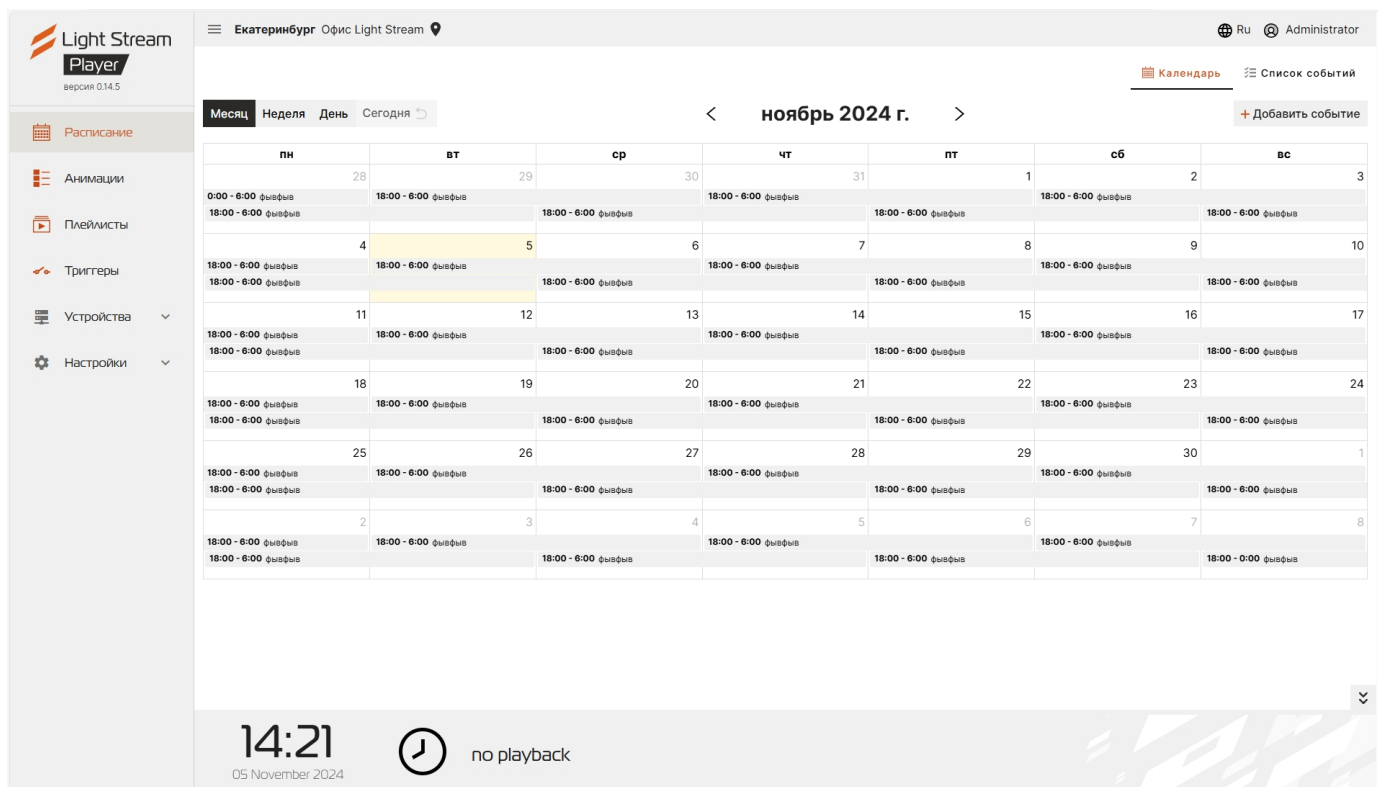 Light Stream
Player
версия 0.14.5
Екатеринбург Офис Light Stream
Ru Administrator
Календарь Список событий
Месяц Неделя День Сегодня
ноябрь 2024 г.
+ Добавить событие
Расписание
Анимации
Плейлисты
Триггеры
Устройства
Настройки
пн вт ср чт пт сб вс
28 29 30 31 1 2 3
0:00 - 6:00 фывфыв 18:00 - 6:00 фывфыв 18:00 - 6:00 фывфыв 18:00 - 6:00 фывфыв
18:00 - 6:00 фывфыв 18:00 - 6:00 фывфыв 18:00 - 6:00 фывфыв 18:00 - 6:00 фывфыв
4 5 6 7 8 9 10
18:00 - 6:00 фывфыв 18:00 - 6:00 фывфыв 18:00 - 6:00 фывфыв 18:00 - 6:00 фывфыв
18:00 - 6:00 фывфыв 18:00 - 6:00 фывфыв 18:00 - 6:00 фывфыв 18:00 - 6:00 фывфыв
11 12 13 14 15 16 17
18:00 - 6:00 фывфыв 18:00 - 6:00 фывфыв 18:00 - 6:00 фывфыв 18:00 - 6:00 фывфыв
18:00 - 6:00 фывфыв 18:00 - 6:00 фывфыв 18:00 - 6:00 фывфыв 18:00 - 6:00 фывфыв
18 19 20 21 22 23 24
18:00 - 6:00 фывфыв 18:00 - 6:00 фывфыв 18:00 - 6:00 фывфыв 18:00 - 6:00 фывфыв
18:00 - 6:00 фывфыв 18:00 - 6:00 фывфыв 18:00 - 6:00 фывфыв 18:00 - 6:00 фывфыв
25 26 27 28 29 30 1
18:00 - 6:00 фывфыв 18:00 - 6:00 фывфыв 18:00 - 6:00 фывфыв 18:00 - 6:00 фывфыв
18:00 - 6:00 фывфыв 18:00 - 6:00 фывфыв 18:00 - 6:00 фывфыв 18:00 - 6:00 фывфыв
2 3 4 5 6 7 8
18:00 - 6:00 фывфыв 18:00 - 6:00 фывфыв 18:00 - 6:00 фывфыв 18:00 - 6:00 фывфыв
18:00 - 6:00 фывфыв 18:00 - 6:00 фывфыв 18:00 - 6:00 фывфыв 18:00 - 0:00 фывфыв
14:21
05 November 2024
no playback